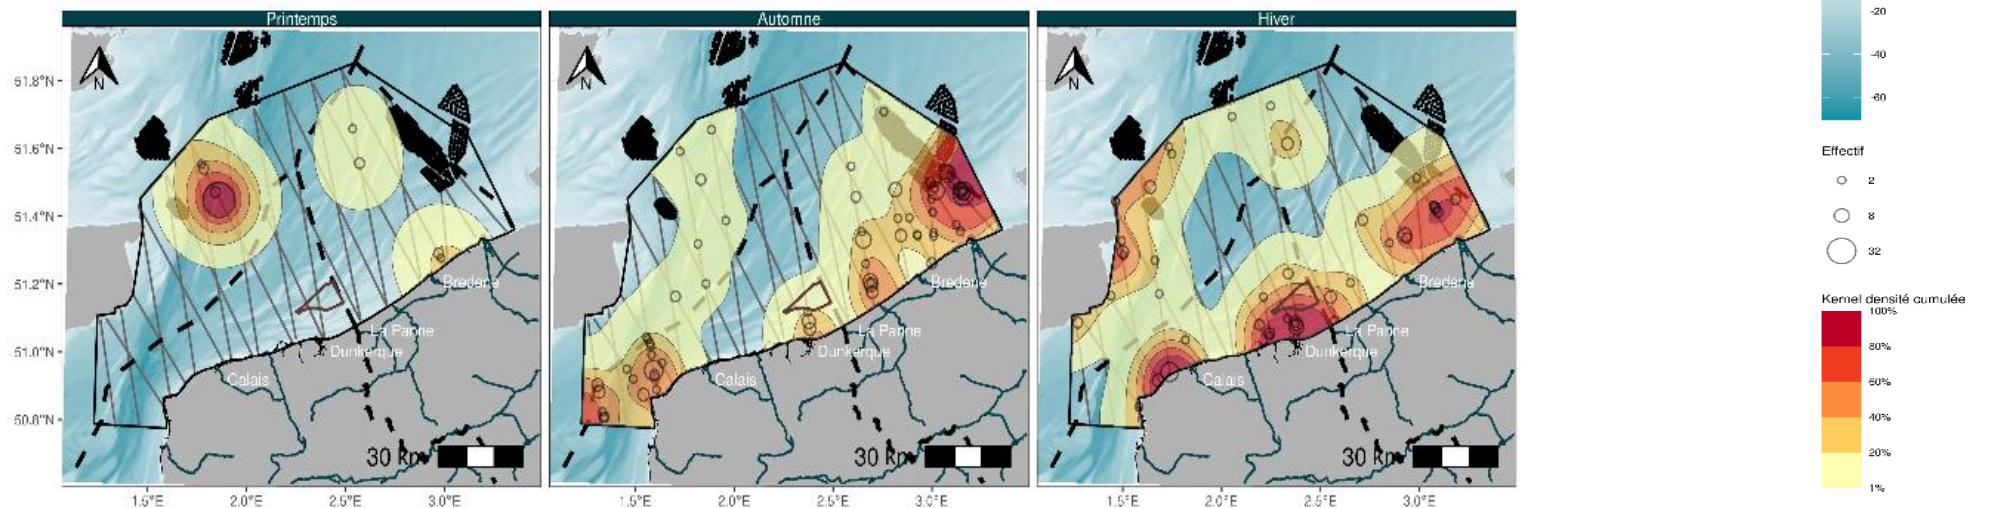 Printemps
Automne
Hiver
N
N
N
51.8°N
51.6°N
51.4°N
51.2°N
51.0°N
50.8°N
Bredene
La Panne
Dunkerque
Calais
30 km
Bredene
La Panne
Dunkerque
Calais
30 km
Bredene
La Panne
Dunkerque
Calais
30 km
1.5°E
2.0°E
2.5°E
3.0°E
1.5°E
2.0°E
2.5°E
3.0°E
1.5°E
2.0°E
2.5°E
3.0°E
-20
-40
-60
Effectif
2
8
32
Kernel densité cumulée
100%
80%
60%
40%
20%
1%